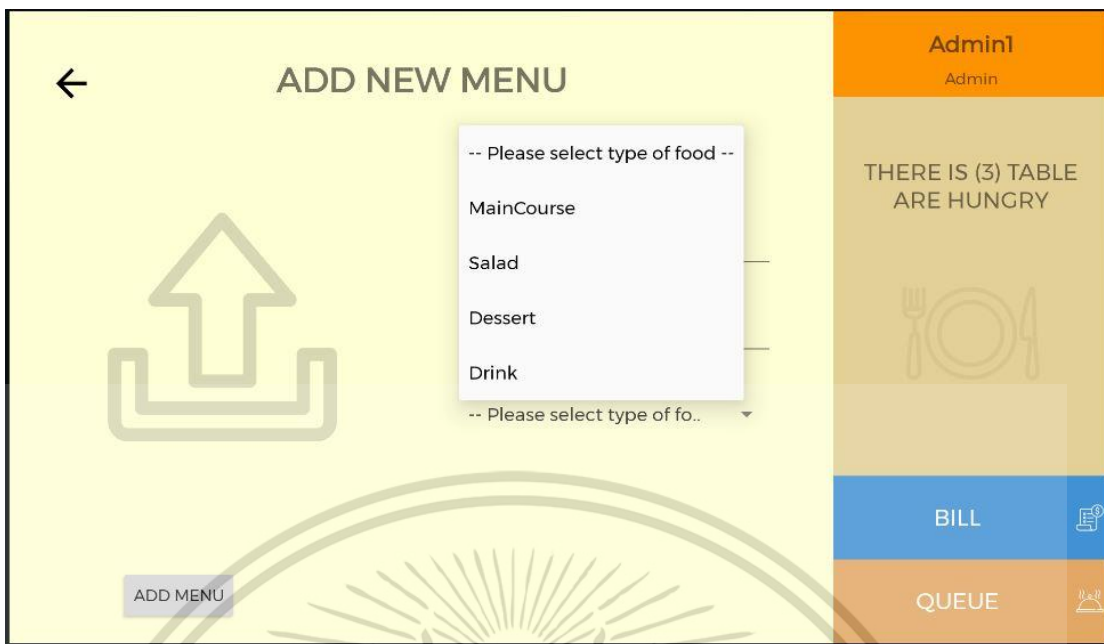 ADD NEW MENU
-- Please select type of food --
MainCourse
Salad
Dessert
Drink
-- Please select type of fo..
ADD MENU
Admin1
Admin
THERE IS (3) TABLE
ARE HUNGRY
BILL
QUEUE